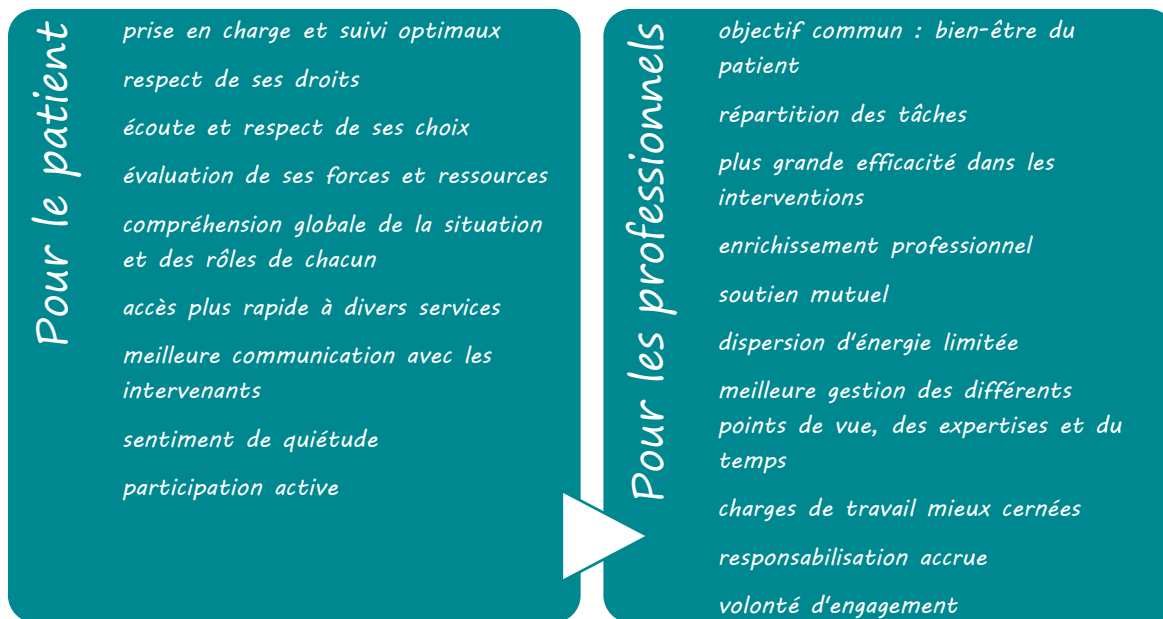 Pour le patient
prise en charge et suivi optimaux
respect de ses droits
écoute et respect de ses choix
évaluation de ses forces et ressources
compréhension globale de la situation
et des rôles de chacun
accès plus rapide à divers services
meilleure communication avec les
intervenants
sentiment de quiétude
participation active
Pour les professionnels
objectif commun : bien-être du
patient
répartition des tâches
plus grande efficacité dans les
interventions
enrichissement professionnel
soutien mutuel
dispersion d'énergie limitée
meilleure gestion des différents
points de vue, des expertises et du
temps
charges de travail mieux cernées
responsabilisation accrue
volonté d'engagement